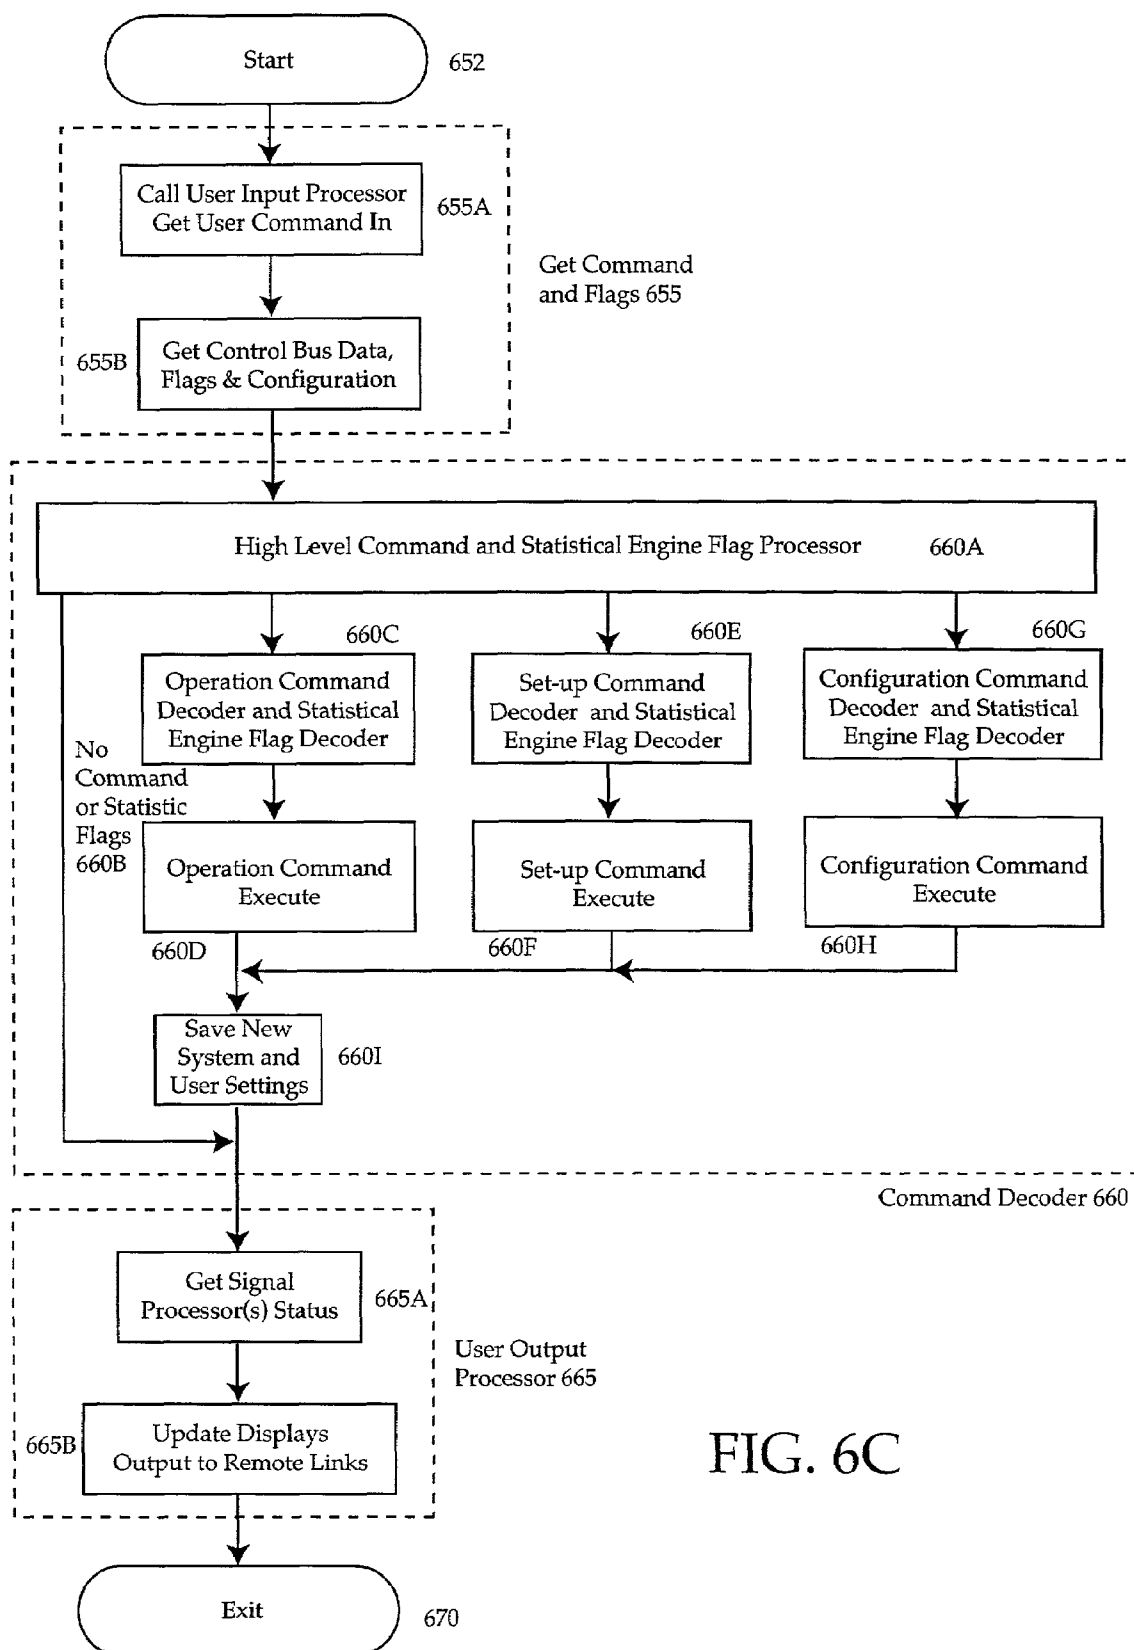 Start
652
Call User Input Processor
Get User Command In
655A
Get Command
and Flags 655
655B
Get Control Bus Data,
Flags & Configuration
High Level Command and Statistical Engine Flag Processor
660A
660C
660E
660G
Operation Command
Decoder and Statistical
Engine Flag Decoder
Set-up Command
Decoder and Statistical
Engine Flag Decoder
Configuration Command
Decoder and Statistical
Engine Flag Decoder
No
Command
or Statistic
Flags
660B
Operation Command
Execute
Set-up Command
Execute
Configuration Command
Execute
660D
660F
660H
Save New
System and
User Settings
660I
Command Decoder 660
Get Signal
Processor(s) Status
665A
User Output
Processor 665
665B
Update Displays
Output to Remote Links
FIG. 6C
Exit
670